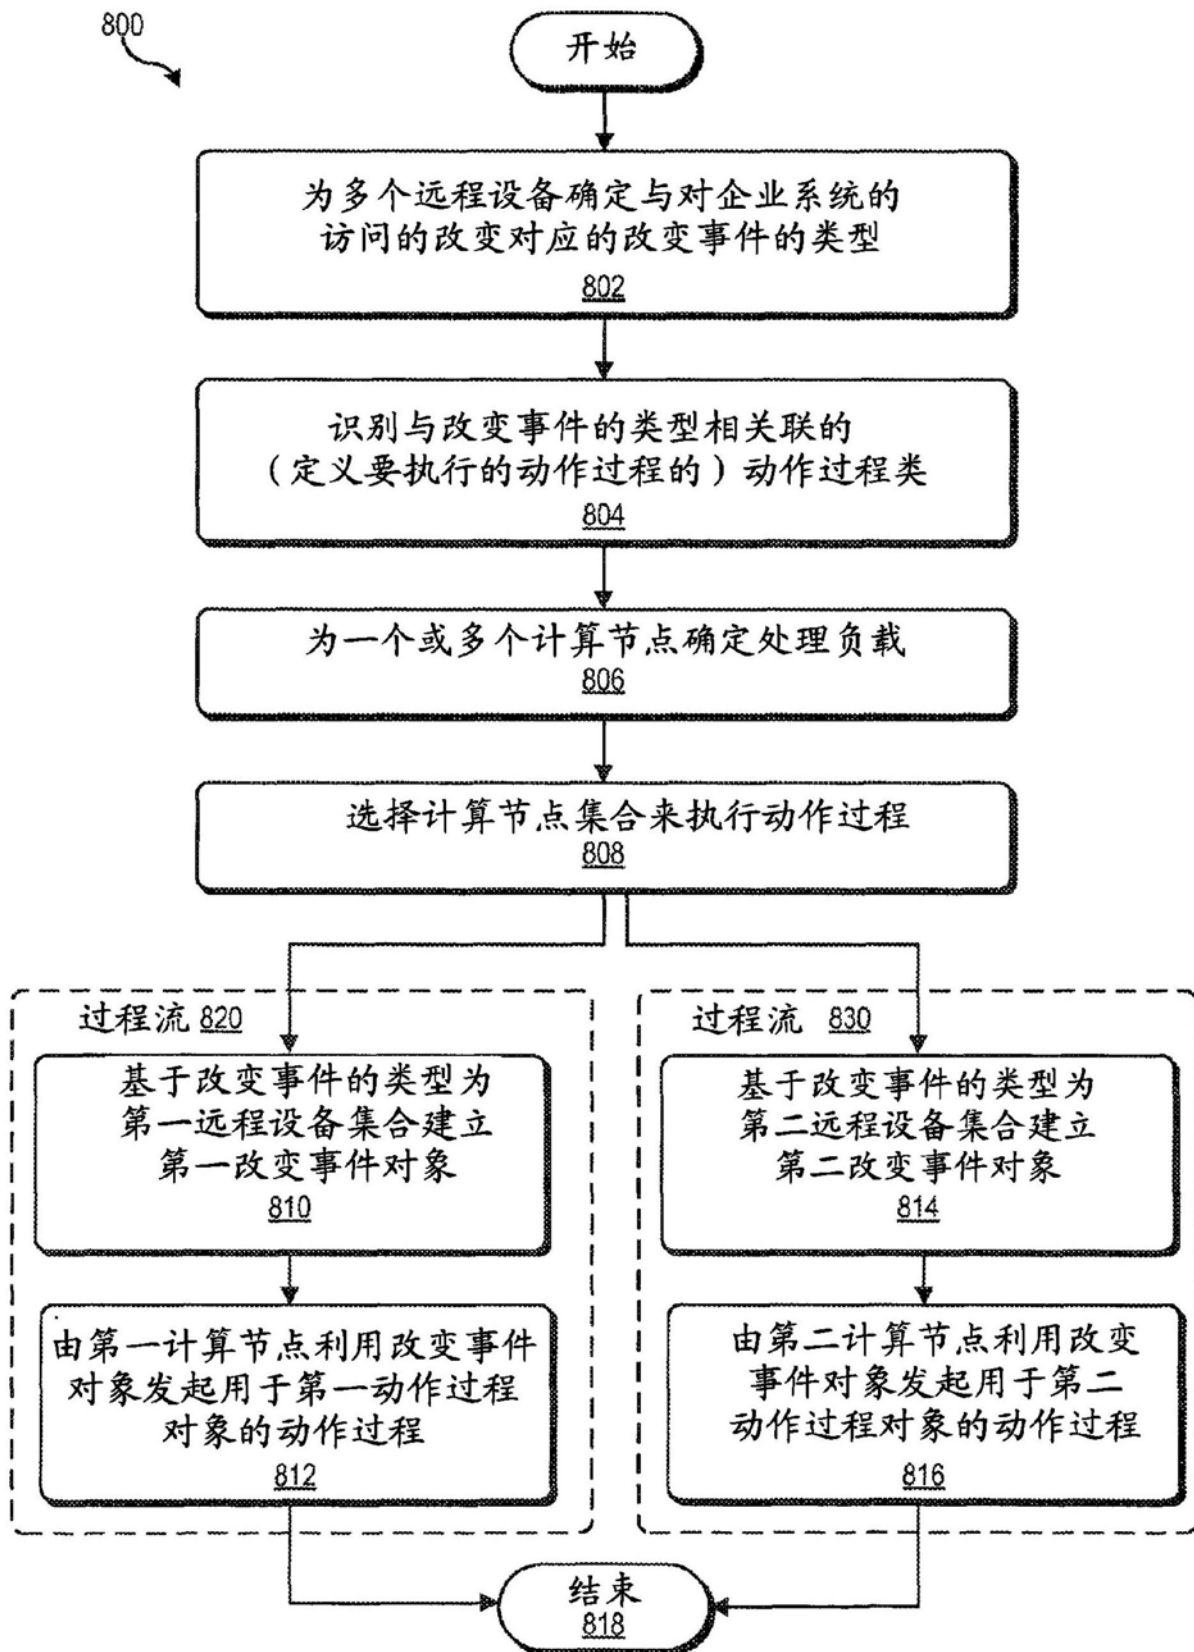 800
开始
为多个远程设备确定与对企业系统的
访问的改变对应的改变事件的类型
802
识别与改变事件的类型相关联的
（定义要执行的动作过程的）动作过程类
804
为一个或多个计算节点确定处理负载
806
选择计算节点集合来执行动作过程
808
过程流 820
基于改变事件的类型为
第一远程设备集合建立
第一改变事件对象
810
由第一计算节点利用改变事件
对象发起用于第一动作过程
对象的动作过程
812
过程流 830
基于改变事件的类型为
第二远程设备集合建立
第二改变事件对象
814
由第二计算节点利用改变
事件对象发起用于第二
动作过程对象的动作过程
816
结束
818